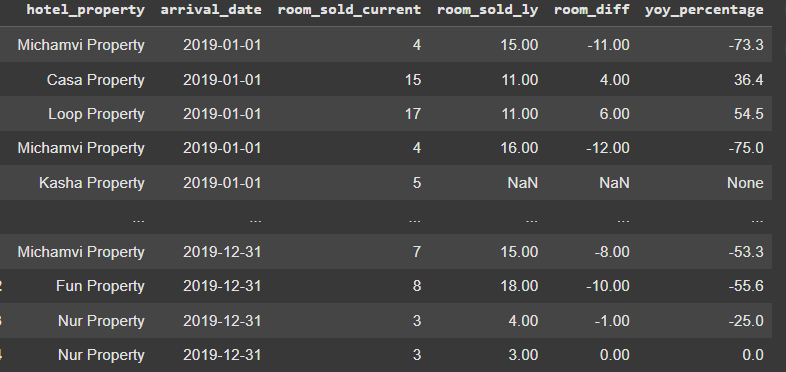 hotel_property arrival_date room_sold_current room_sold_ly room_diff yoy_percentage
Michamvi Property 2019-01-01 4 15.00 -11.00 -73.3
Casa Property 2019-01-01 15 11.00 4.00 36.4
Loop Property 2019-01-01 17 11.00 6.00 54.5
Michamvi Property 2019-01-01 4 16.00 -12.00 -75.0
Kasha Property 2019-01-01 5 NaN NaN None
... ... ... ... ... ...
Michamvi Property 2019-12-31 7 15.00 -8.00 -53.3
Fun Property 2019-12-31 8 18.00 -10.00 -55.6
Nur Property 2019-12-31 3 4.00 -1.00 -25.0
Nur Property 2019-12-31 3 3.00 0.00 0.0